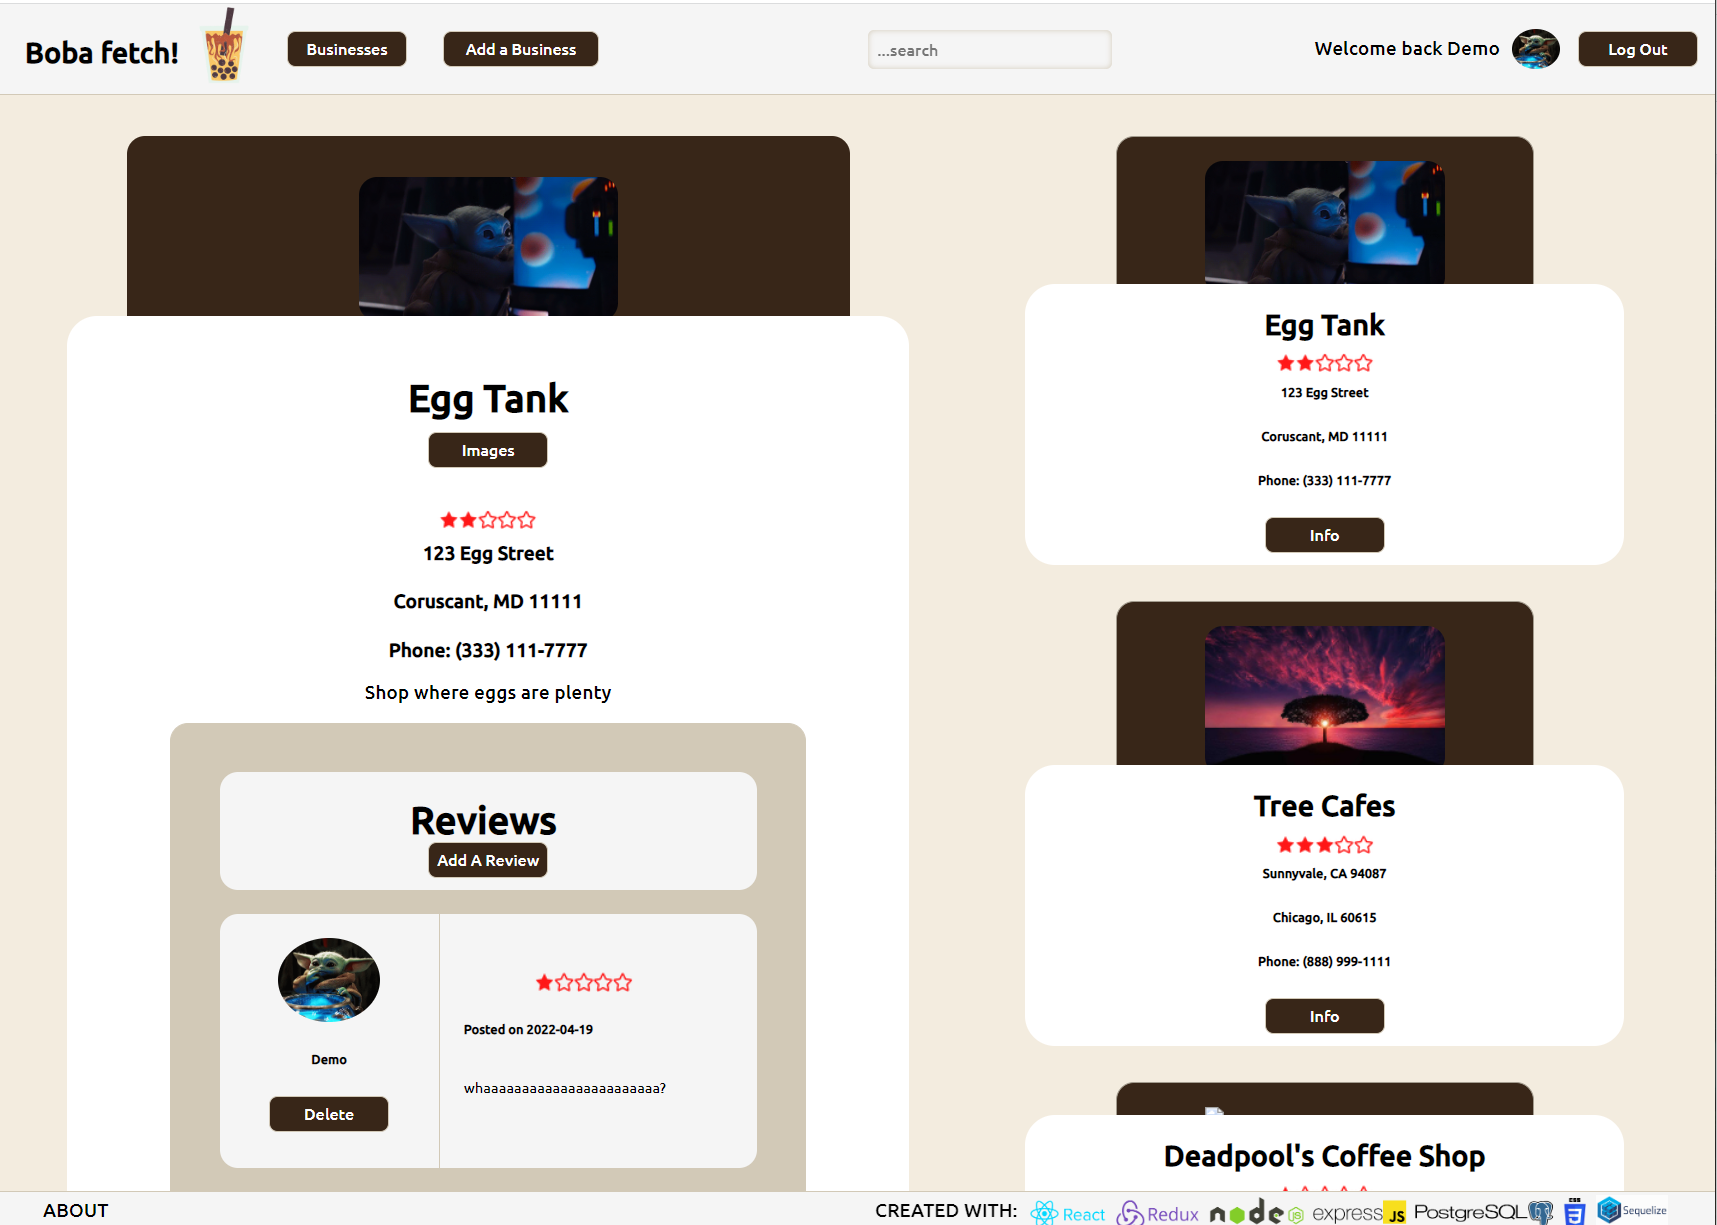 Boba fetch!
Businesses
Add a Business
...search
Welcome back Demo
Log Out
Egg Tank
Images
123 Egg Street
Coruscant, MD 11111
Phone: (333) 111-7777
Shop where eggs are plenty
Reviews
Add A Review
Demo
Delete
Posted on 2022-04-19
whaaaaaaaaaaaaaaaaaaaaaaa?
Egg Tank
123 Egg Street
Coruscant, MD 11111
Phone: (333) 111-7777
Info
Tree Cafes
Sunnyvale, CA 94087
Chicago, IL 60615
Phone: (888) 999-1111
Info
Deadpool's Coffee Shop
ABOUT
CREATED WITH:
React
Redux
node
JS
express
JS
PostgreSQL
CSS
3
Sequelize